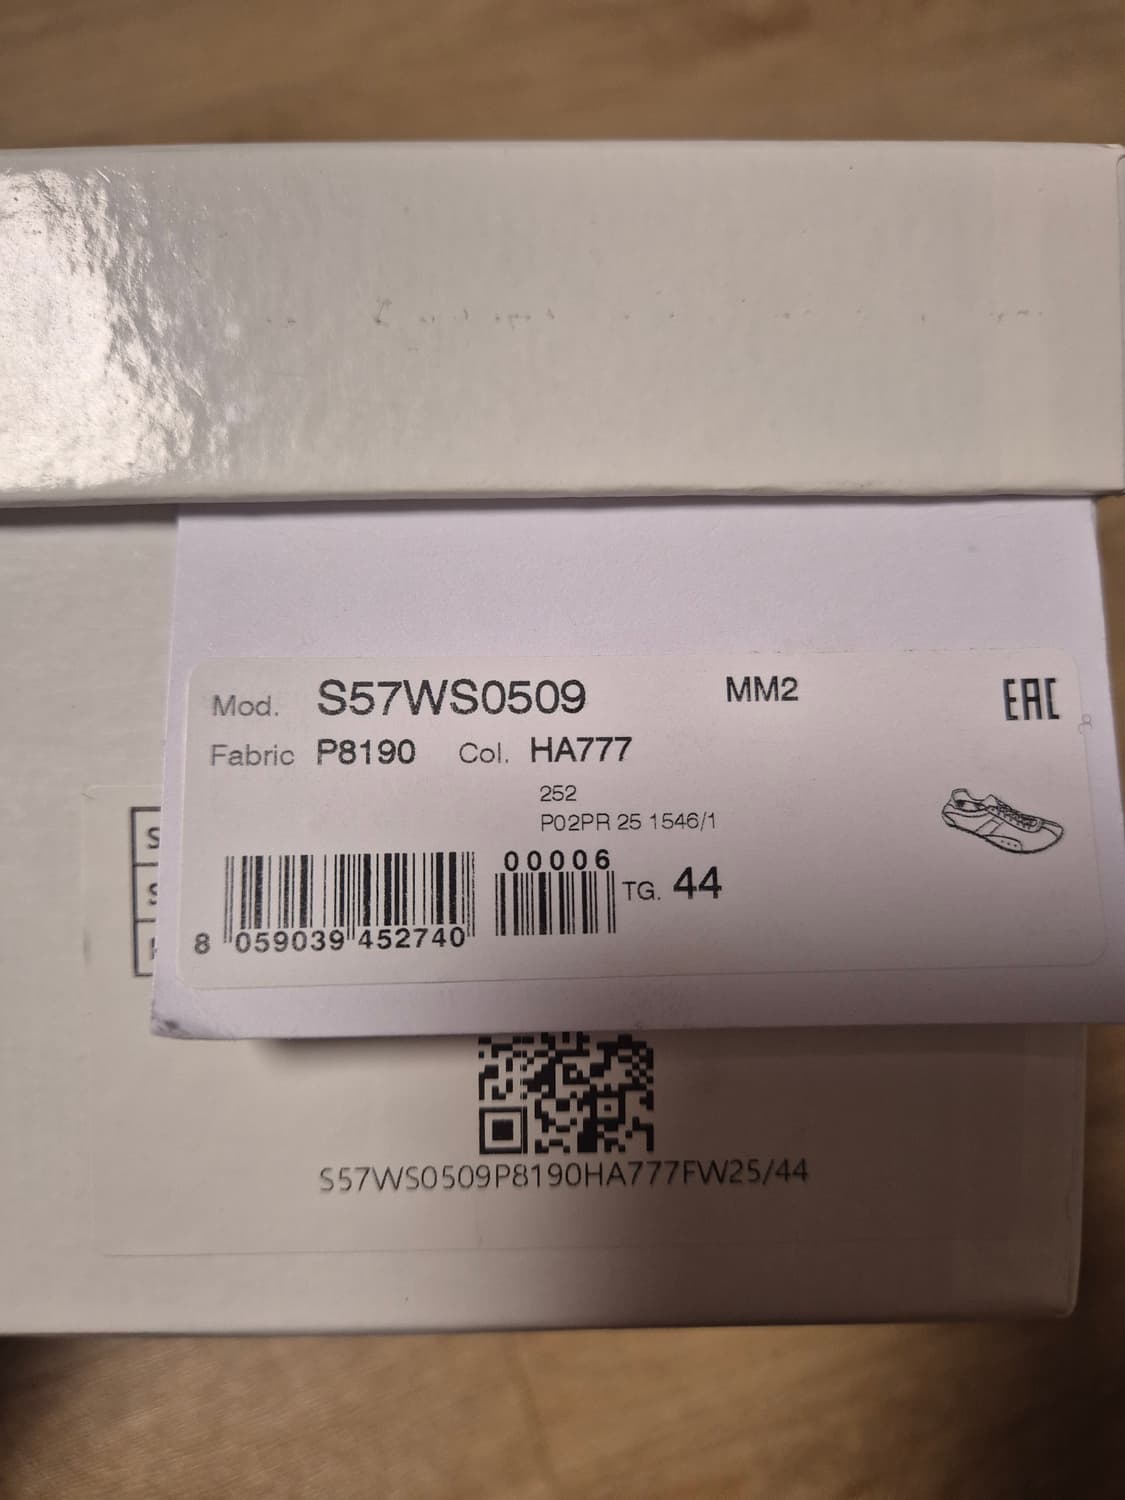 Mod. S57WS0509 MM2 EAC
Fabric P8190 Col. HA777
252
P02PR 25 1546/1
00006
TG. 44
8 059039 452740
S
S
S57WS0509P8190HA777FW25/44